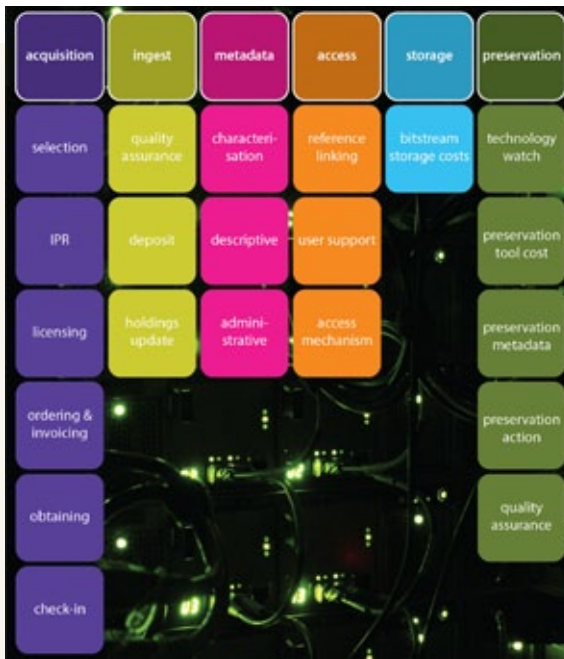 acquisition
ingest
metadata
access
storage
preservation
selection
quality
assurance
characteri-
sation
reference
linking
bitstream
storage costs
technology
watch
IPR
deposit
descriptive
user support
preservation
tool cost
licensing
holdings
update
admini-
strative
access
mechanism
preservation
metadata
ordering &
invoicing
preservation
action
obtaining
quality
assurance
check-in